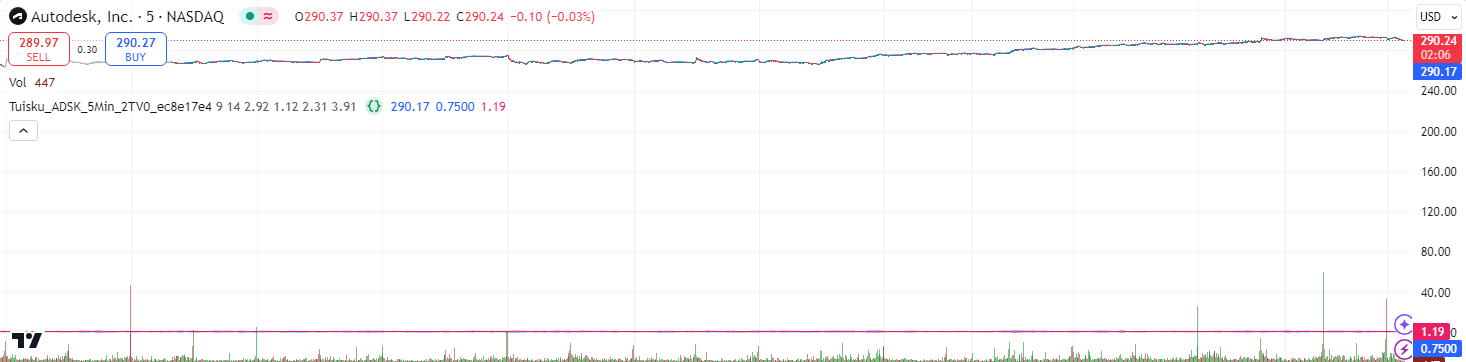 Autodesk, Inc. · 5 · NASDAQ O290.37 H290.37 L290.22 C290.24 −0.10 (−0.03%)
USD
289.97
SELL
0.30
290.27
BUY
290.24
02:06
290.17
Vol 447
240.00
Tuisku_ADSK_5Min_2TV0_ec8e17e4 9 14 2.92 1.12 2.31 3.91 290.17 0.7500 1.19
200.00
160.00
120.00
80.00
40.00
1.19
0.7500